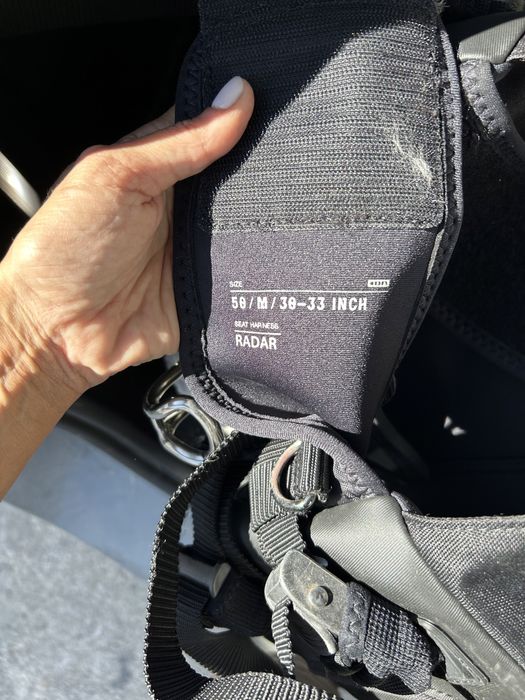 SIZE
50/M/30-33 INCH
SEAT HARNESS
RADAR